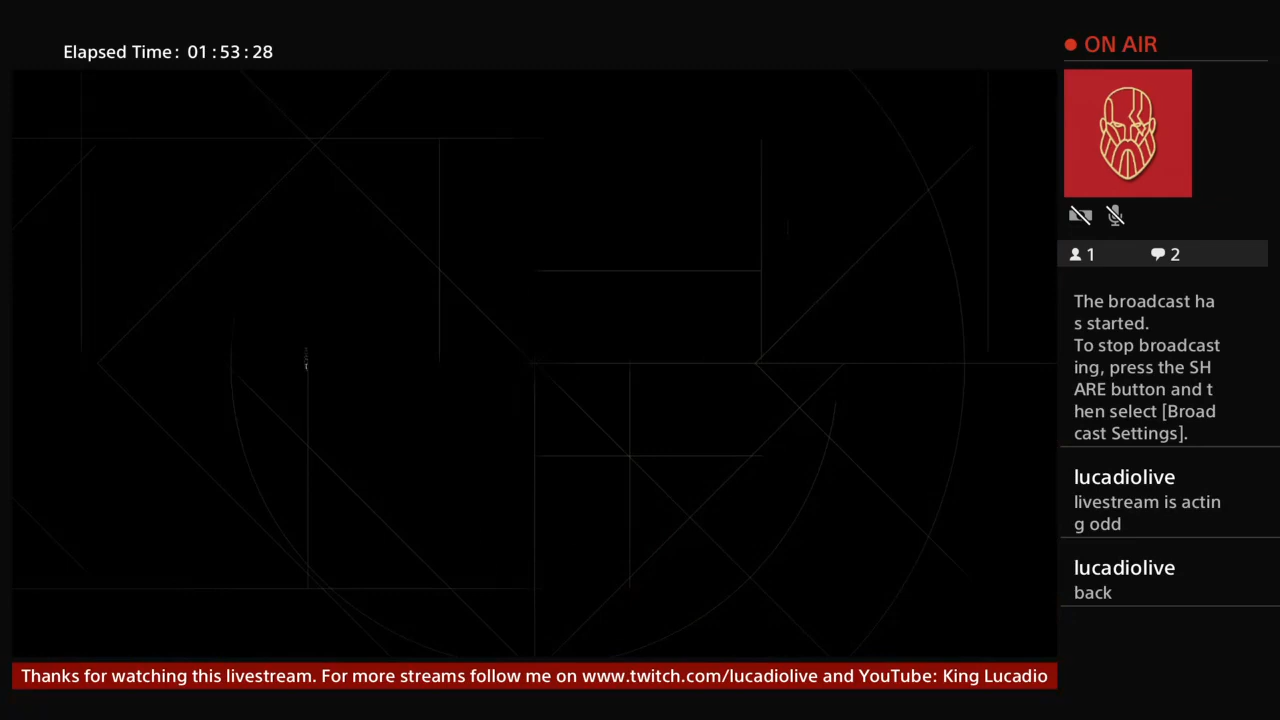 Elapsed Time: 01:53:28
ON AIR
1 2
The broadcast ha
s started.
To stop broadcast
ing, press the SH
ARE button and t
hen select [Broad
cast Settings].
lucadiolive
livestream is actin
g odd
lucadiolive
back
Thanks for watching this livestream. For more streams follow me on www.twitch.com/lucadiolive and YouTube: King Lucadio